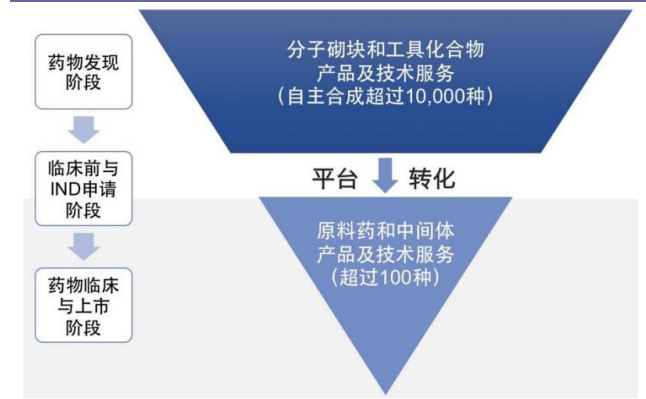 药物发现
阶段
临床前与
IND申请
阶段
药物临床
与上市
阶段
分子砌块和工具化合物
产品及技术服务
（自主合成超过10,000种）
平台 转化
原料药和中间体
产品及技术服务
（超过100种）